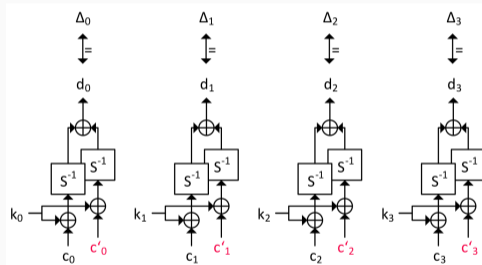 Δ₀ Δ₁ Δ₂ Δ₃
= = = =
d₀ d₁ d₂ d₃
S⁻¹ S⁻¹ S⁻¹ S⁻¹
S⁻¹ S⁻¹ S⁻¹ S⁻¹
k₀ k₁ k₂ k₃
c₀ c'₀ c₁ c'₁ c₂ c'₂ c₃ c'₃